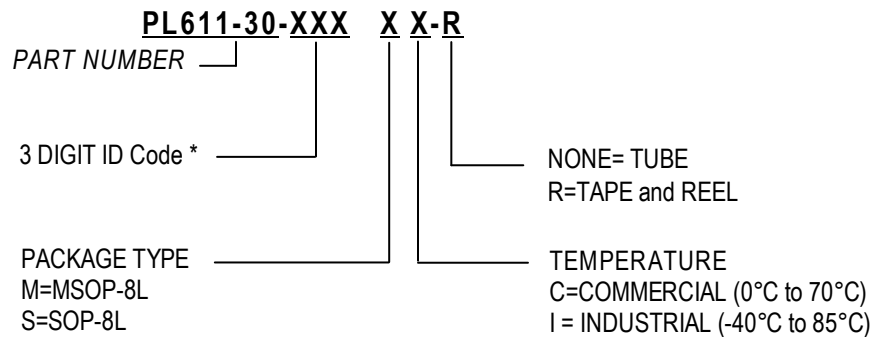 PL611-30-XXX X X-R
PART NUMBER
3 DIGIT ID Code *
NONE= TUBE
R=TAPE and REEL
PACKAGE TYPE
M=MSOP-8L
S=SOP-8L
TEMPERATURE
C=COMMERCIAL (0°C to 70°C)
I = INDUSTRIAL (-40°C to 85°C)